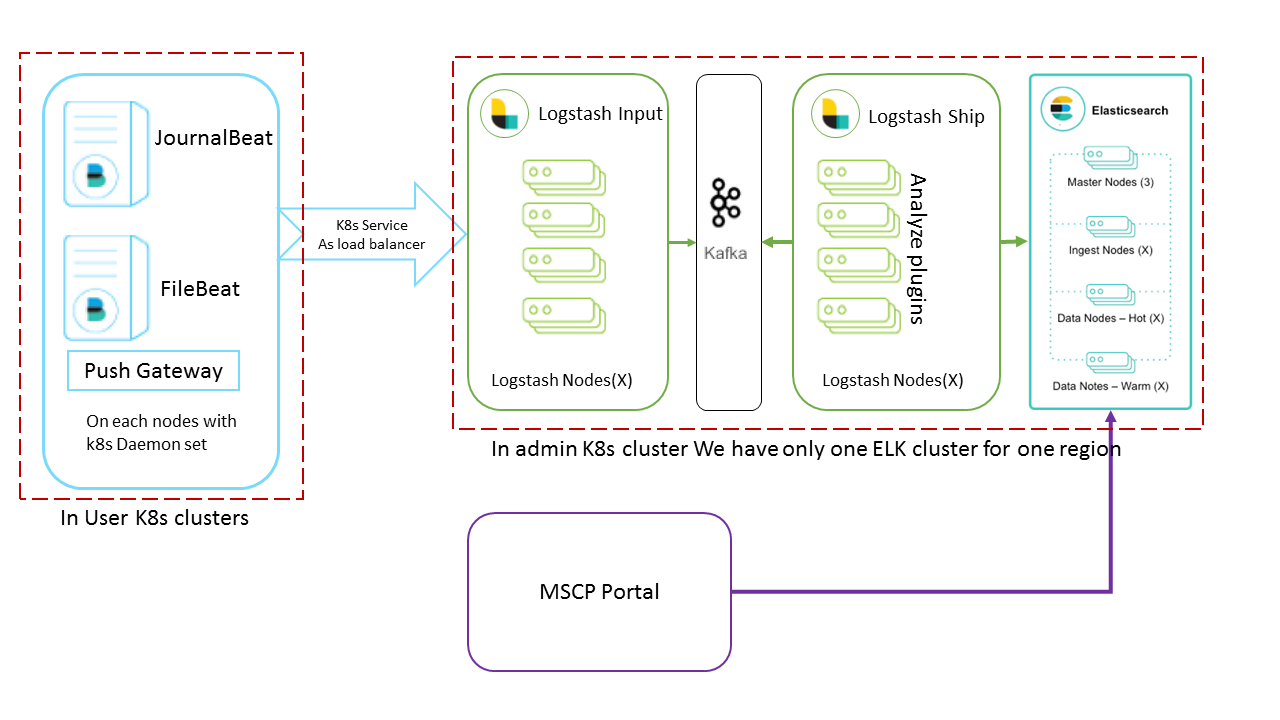 JournalBeat
FileBeat
Push Gateway
On each nodes with
k8s Daemon set
In User K8s clusters
K8s Service
As load balancer
Logstash Input
Logstash Nodes(X)
Kafka
Logstash Ship
Analyze plugins
Logstash Nodes(X)
Elasticsearch
Master Nodes (3)
Ingest Nodes (X)
Data Nodes – Hot (X)
Data Notes – Warm (X)
In admin K8s cluster We have only one ELK cluster for one region
MSCP Portal